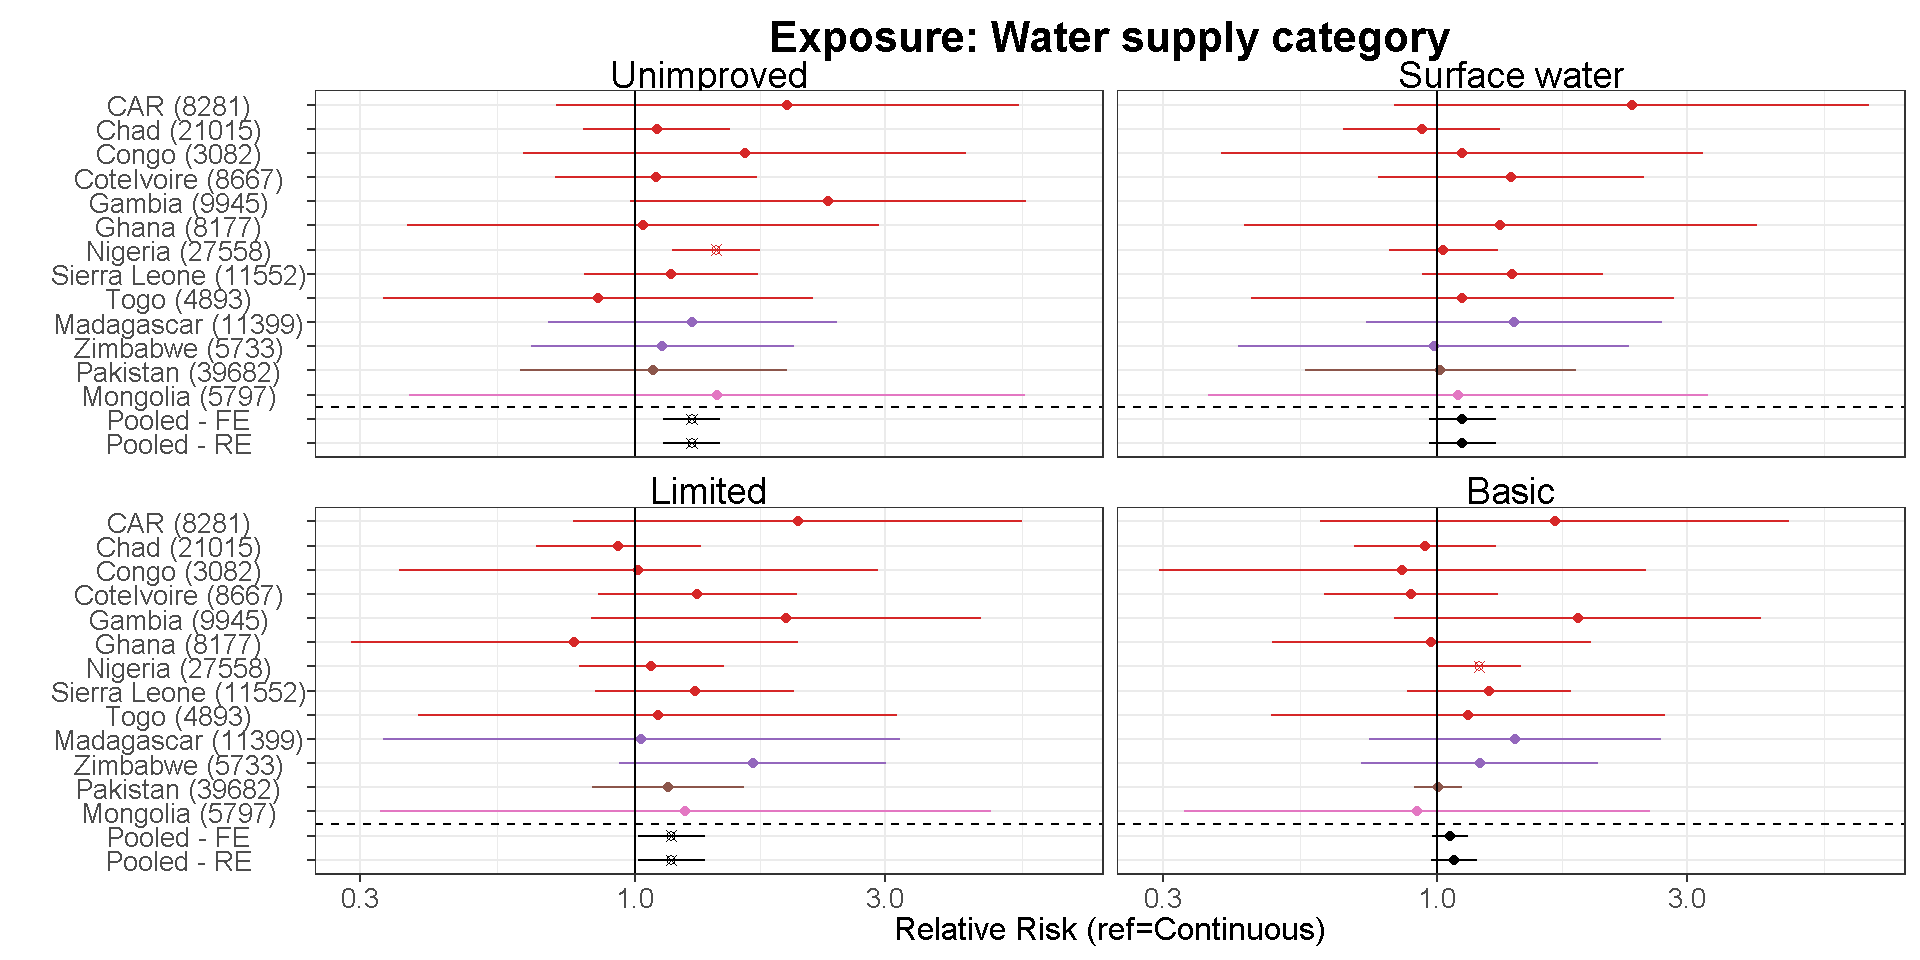 Exposure: Water supply category
Unimproved
Surface water
CAR (8281)
Chad (21015)
Congo (3082)
CoteIvoire (8667)
Gambia (9945)
Ghana (8177)
Nigeria (27558)
Sierra Leone (11552)
Togo (4893)
Madagascar (11399)
Zimbabwe (5733)
Pakistan (39682)
Mongolia (5797)
Pooled - FE
Pooled - RE
Limited
Basic
CAR (8281)
Chad (21015)
Congo (3082)
CoteIvoire (8667)
Gambia (9945)
Ghana (8177)
Nigeria (27558)
Sierra Leone (11552)
Togo (4893)
Madagascar (11399)
Zimbabwe (5733)
Pakistan (39682)
Mongolia (5797)
Pooled - FE
Pooled - RE
0.3 1.0 3.0 0.3 1.0 3.0
Relative Risk (ref=Continuous)